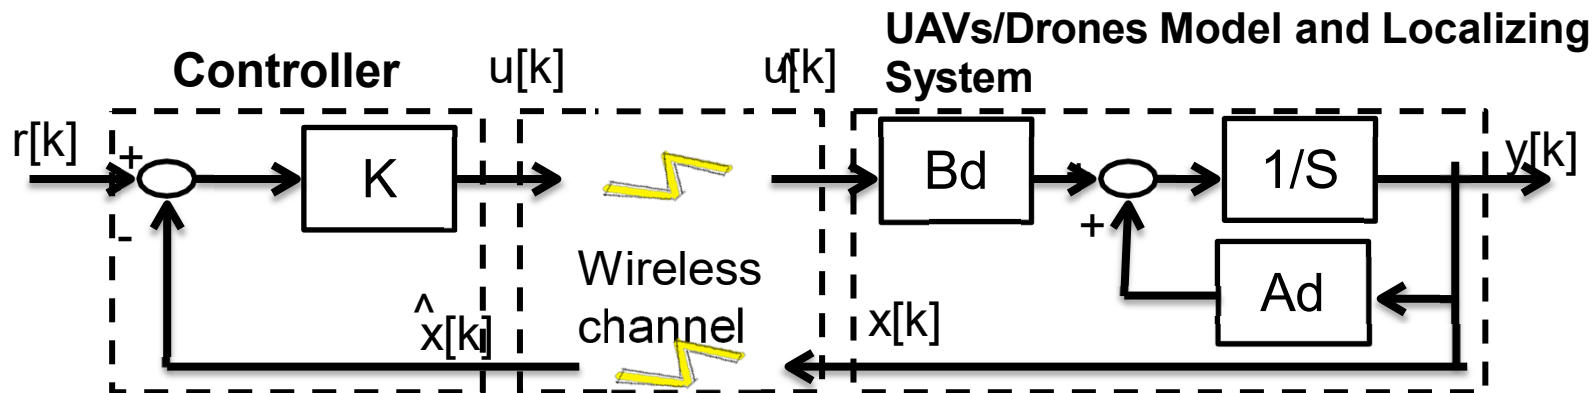 UAVs/Drones Model and Localizing
System
Controller
u[k]
û[k]
r[k]
+
-
K
Bd
+
+
1/S
y[k]
Ad
Wireless
channel
x̂[k]
x[k]